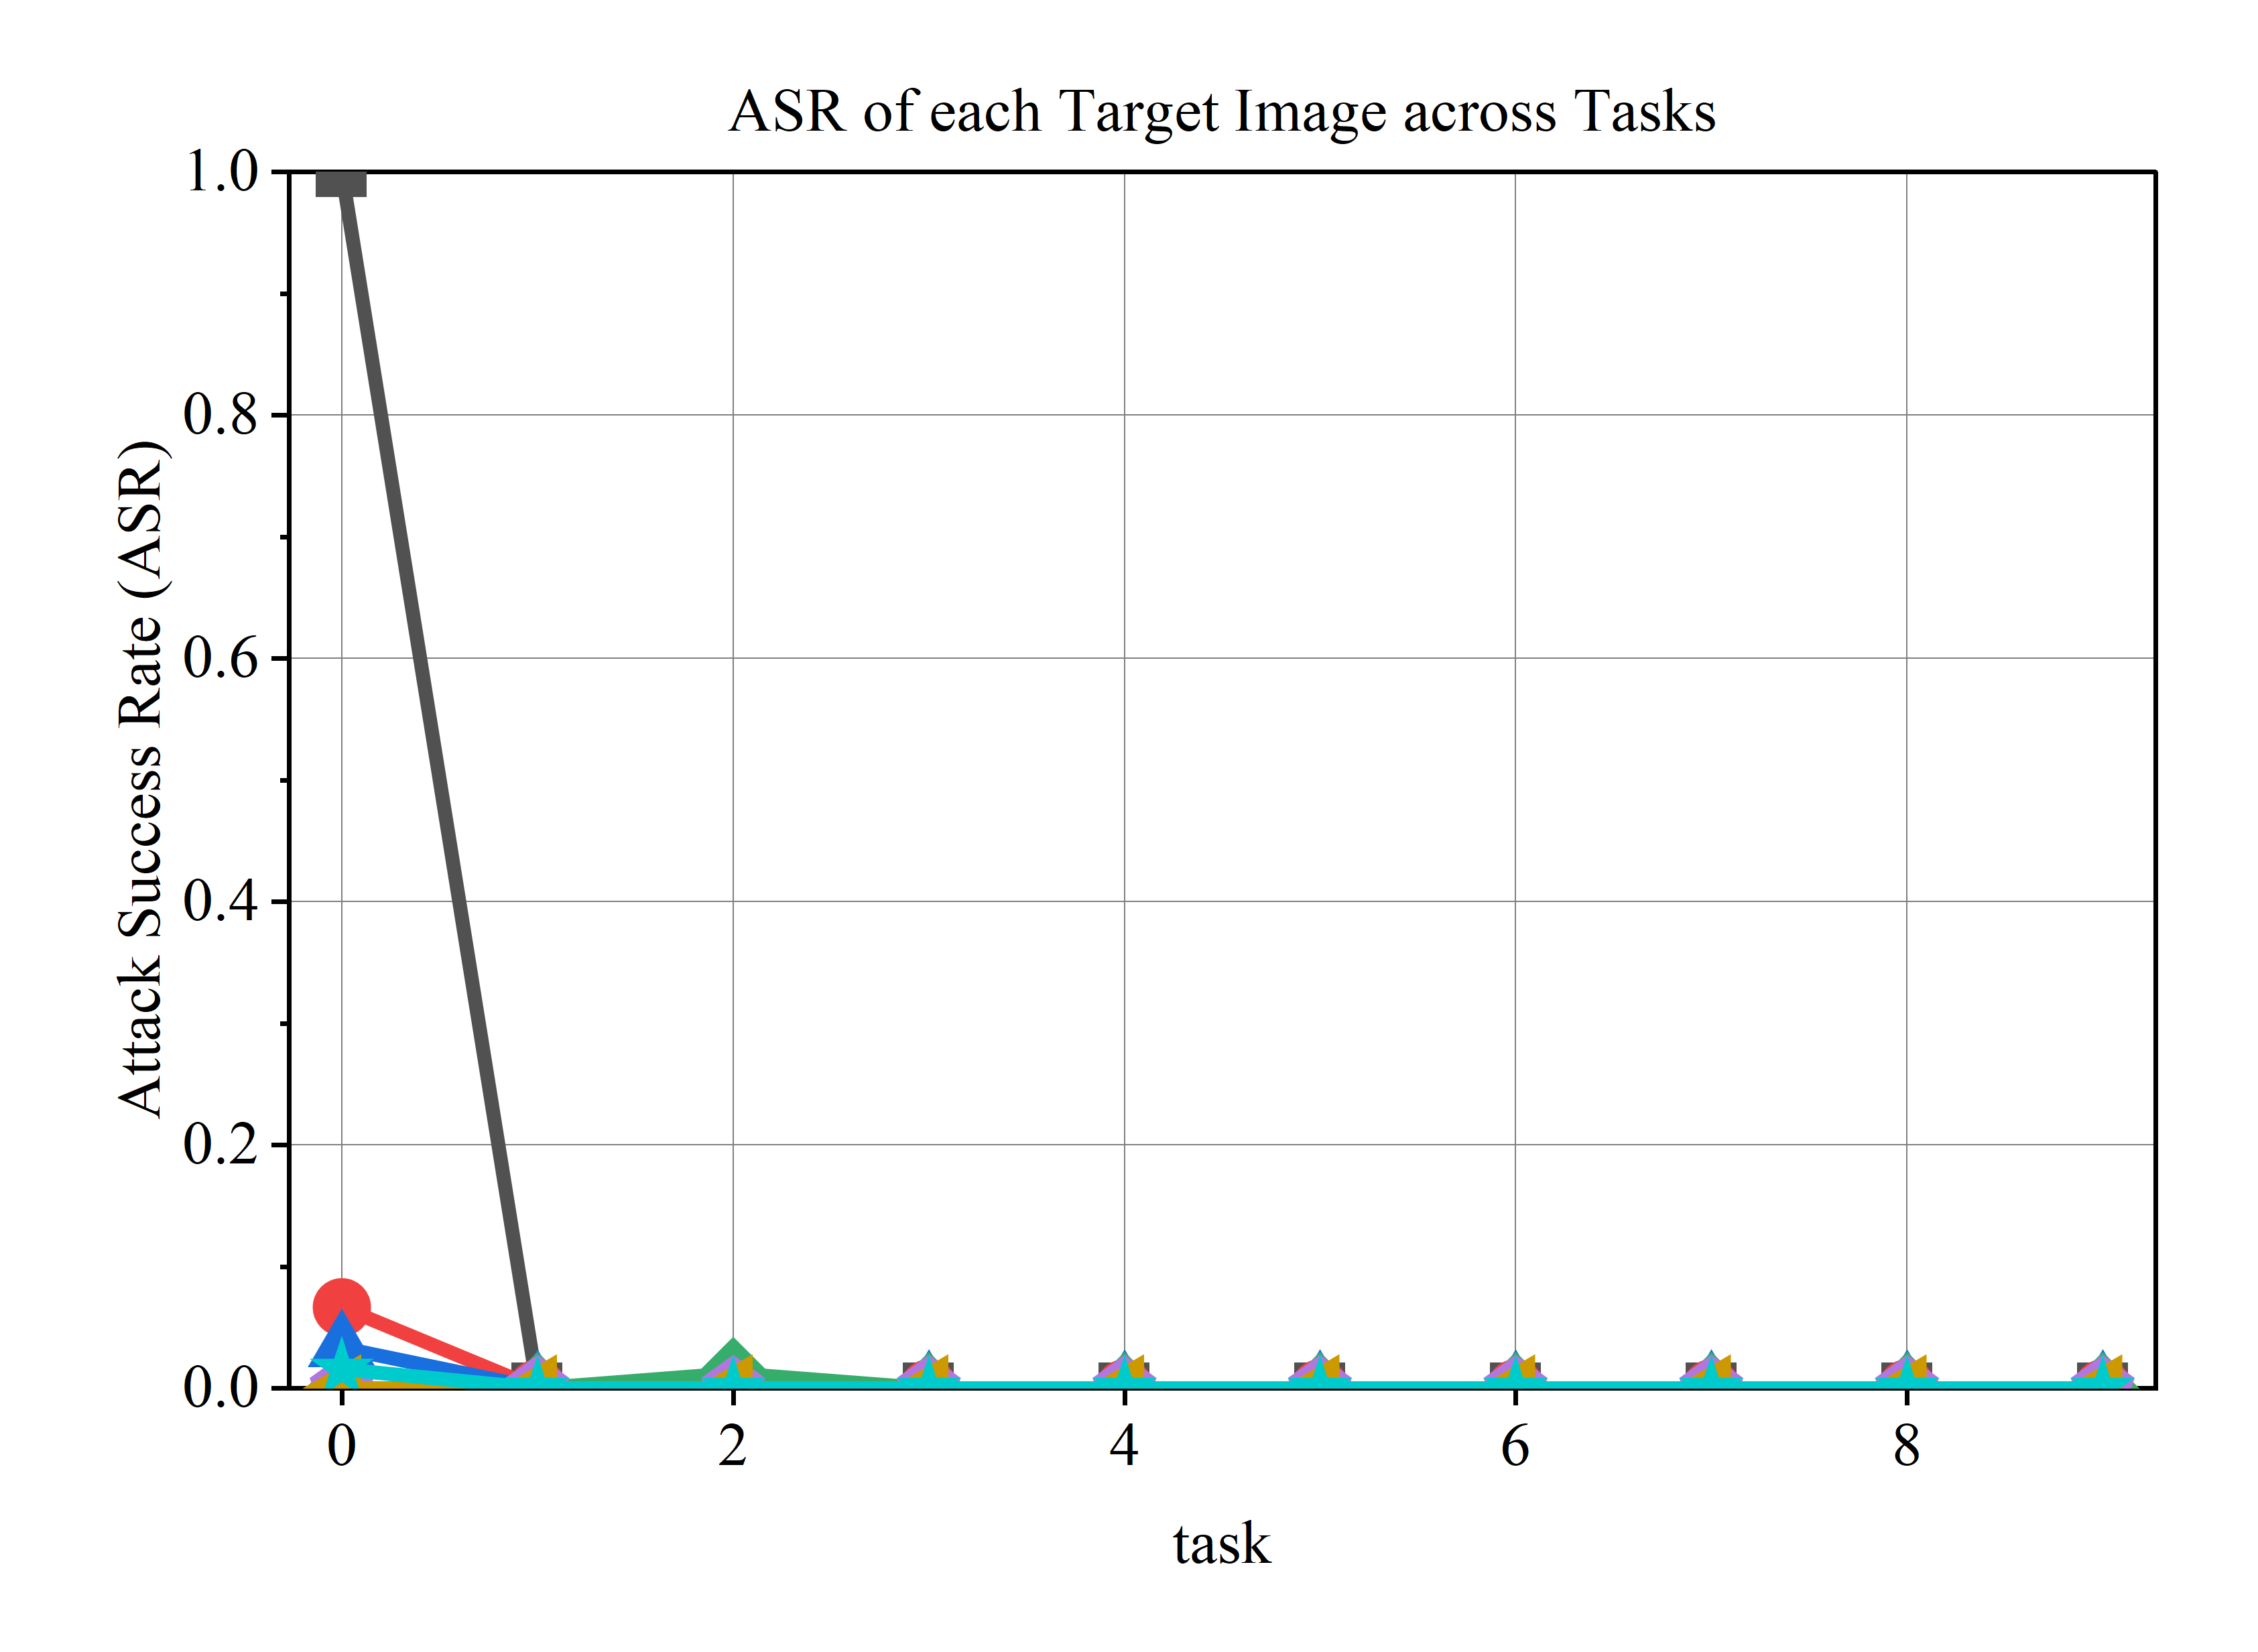 ASR of each Target Image across Tasks
Attack Success Rate (ASR)
1.0
0.8
0.6
0.4
0.2
0.0
0 2 4 6 8
task